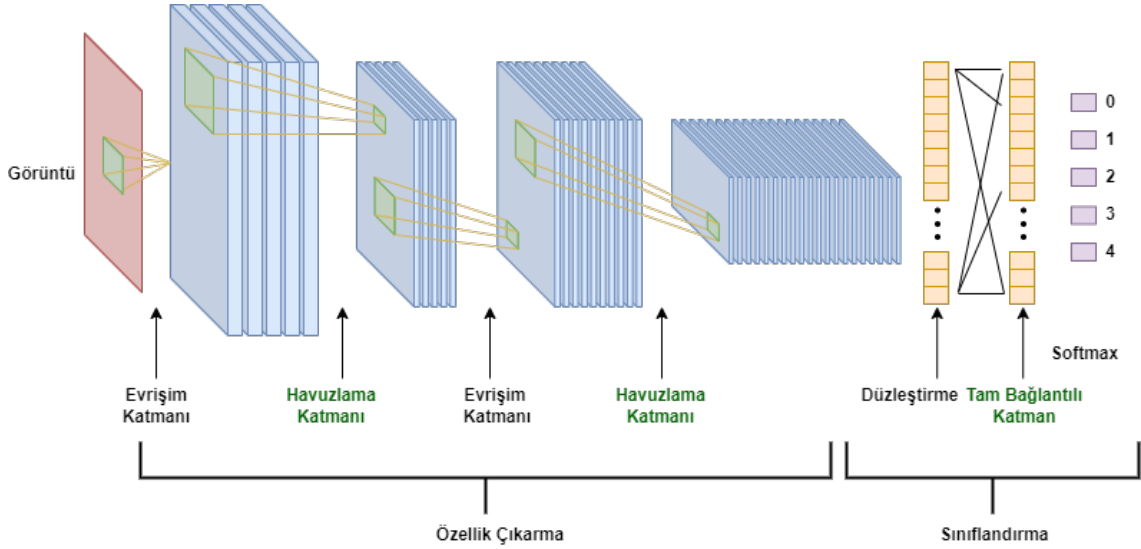 Görüntü
0
1
2
3
4
Softmax
Evrişim
Katmanı
Havuzlama
Katmanı
Evrişim
Katmanı
Havuzlama
Katmanı
Düzleştirme
Tam Bağlantılı
Katman
Özellik Çıkarma
Sınıflandırma